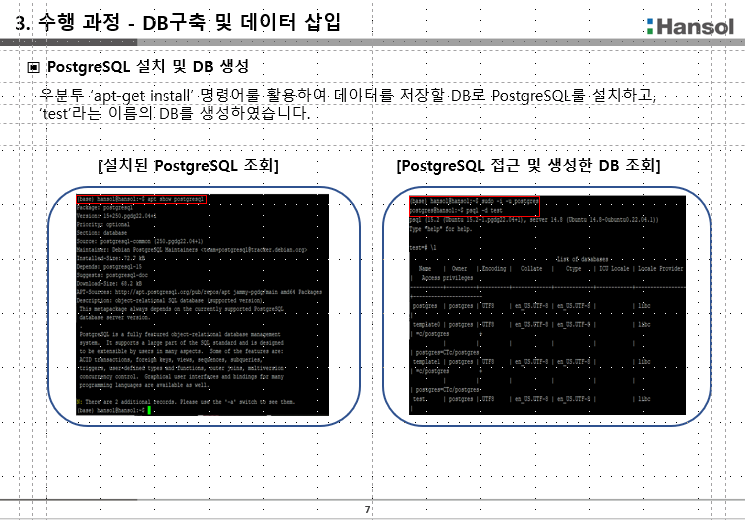 3. 수행 과정 - DB구축 및 데이터 삽입
Hansol
▣ PostgreSQL 설치 및 DB 생성
우분투 ‘apt-get install’ 명령어를 활용하여 데이터를 저장할 DB로 PostgreSQL를 설치하고,
‘test’라는 이름의 DB를 생성하였습니다.
[설치된 PostgreSQL 조회]
(base) hansol@hansol:~$ apt show postgresql
Package: postgresql
Version: 15+250.pgdg22.04+1
Priority: optional
Section: database
Source: postgresql-common (250.pgdg22.04+1)
Maintainer: Debian PostgreSQL Maintainers <team+postgresql@tracker.debian.org>
Installed-Size: 72.2 kB
Depends: postgresql-15
Suggests: postgresql-doc
Download-Size: 68.2 kB
APT-Sources: http://apt.postgresql.org/pub/repos/apt jammy-pgdg/main amd64 Packages
Description: object-relational SQL database (supported version)
This metapackage always depends on the currently supported PostgreSQL
database server version.
.
PostgreSQL is a fully featured object-relational database management
system. It supports a large part of the SQL standard and is designed
to be extensible by users in many aspects. Some of the features are:
ACID transactions, foreign keys, views, sequences, subqueries,
triggers, user-defined types and functions, outer joins, multiversion
concurrency control. Graphical user interfaces and bindings for many
programming languages are available as well.
N: There are 2 additional records. Please use the '-a' switch to see them.
(base) hansol@hansol:~$
[PostgreSQL 접근 및 생성한 DB 조회]
(base) hansol@hansol:~$ sudo -i -u postgres
postgres@hansol:~$ psql -d test
psql (15.2 (Ubuntu 15.2-1.pgdg22.04+1), server 14.8 (Ubuntu 14.8-0ubuntu0.22.04.1))
Type "help" for help.
test=# \l
List of databases
Name | Owner | Encoding | Collate | Ctype | ICU Locale | Locale Provider
| Access privileges
postgres | postgres | UTF8 | en_US.UTF-8 | en_US.UTF-8 | | libc
|
template0 | postgres | UTF8 | en_US.UTF-8 | en_US.UTF-8 | | libc
| =c/postgres +
| | | | | |
| postgres=CTc/postgres
template1 | postgres | UTF8 | en_US.UTF-8 | en_US.UTF-8 | | libc
| =c/postgres +
| | | | | |
| postgres=CTc/postgres
test | postgres | UTF8 | en_US.UTF-8 | en_US.UTF-8 | | libc
|
7